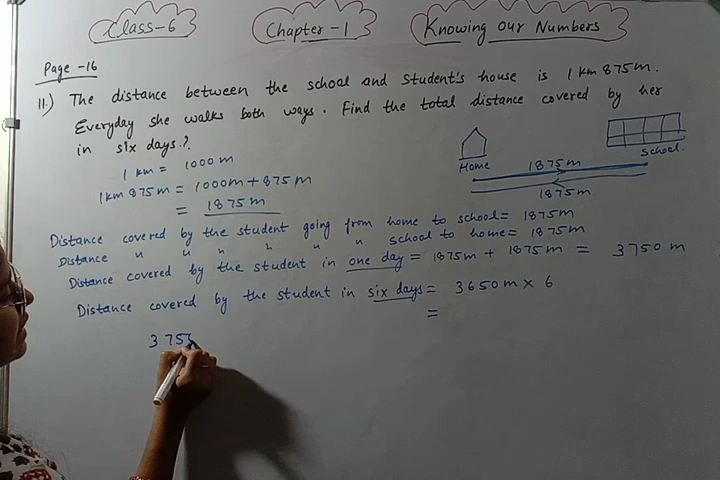 Class-6
Chapter-1
Knowing our Numbers
Page -16
11.) The distance between the school and student's house is 1 km 875m.
Everyday she walks both ways. Find the total distance covered by her
in six days.?
1 km = 1000 m
1 km 875 m = 1000m + 875 m
= 1875 m
Home
School.
1875m
1875m
Distance covered by the student going from home to school = 1875m
Distance " " " " " " school to home = 1875m
Distance covered by the student in one day = 1875m + 1875m = 3750 m
Distance covered by the student in six days = 3650 m × 6
=
375